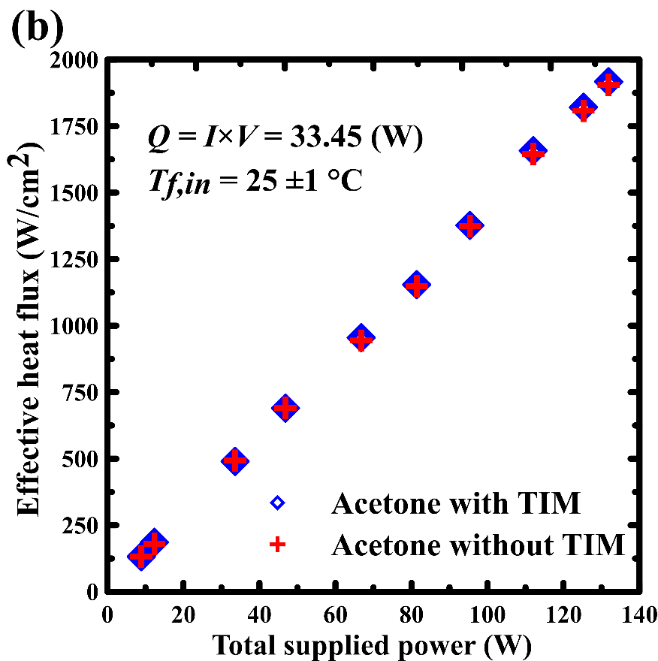 (b)
Effective heat flux (W/cm²)
2000
1750
1500
1250
1000
750
500
250
0
Q = I×V = 33.45 (W)
Tf,in = 25 ±1 °C
Acetone with TIM
Acetone without TIM
0 20 40 60 80 100 120 140
Total supplied power (W)